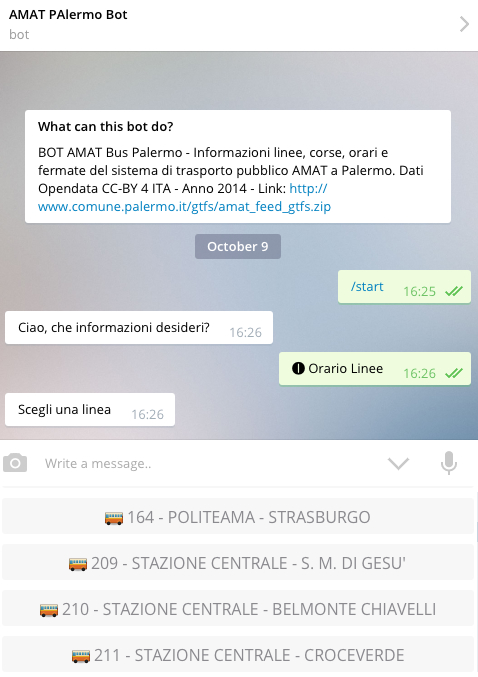 AMAT PAlermo Bot
bot
What can this bot do?
BOT AMAT Bus Palermo - Informazioni linee, corse, orari e
fermate del sistema di trasporto pubblico AMAT a Palermo. Dati
Opendata CC-BY 4 ITA - Anno 2014 - Link: http://
www.comune.palermo.it/gtfs/amat_feed_gtfs.zip
October 9
/start 16:25
Ciao, che informazioni desideri? 16:26
Orario Linee 16:26
Scegli una linea 16:26
Write a message..
164 - POLITEAMA - STRASBURGO
209 - STAZIONE CENTRALE - S. M. DI GESU'
210 - STAZIONE CENTRALE - BELMONTE CHIAVELLI
211 - STAZIONE CENTRALE - CROCEVERDE